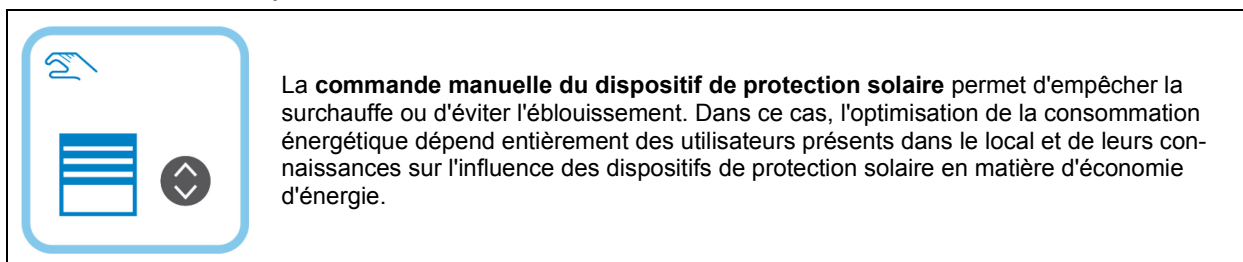 La commande manuelle du dispositif de protection solaire permet d'empêcher la
surchauffe ou d'éviter l'éblouissement. Dans ce cas, l'optimisation de la consommation
énergétique dépend entièrement des utilisateurs présents dans le local et de leurs con-
naissances sur l'influence des dispositifs de protection solaire en matière d'économie
d'énergie.